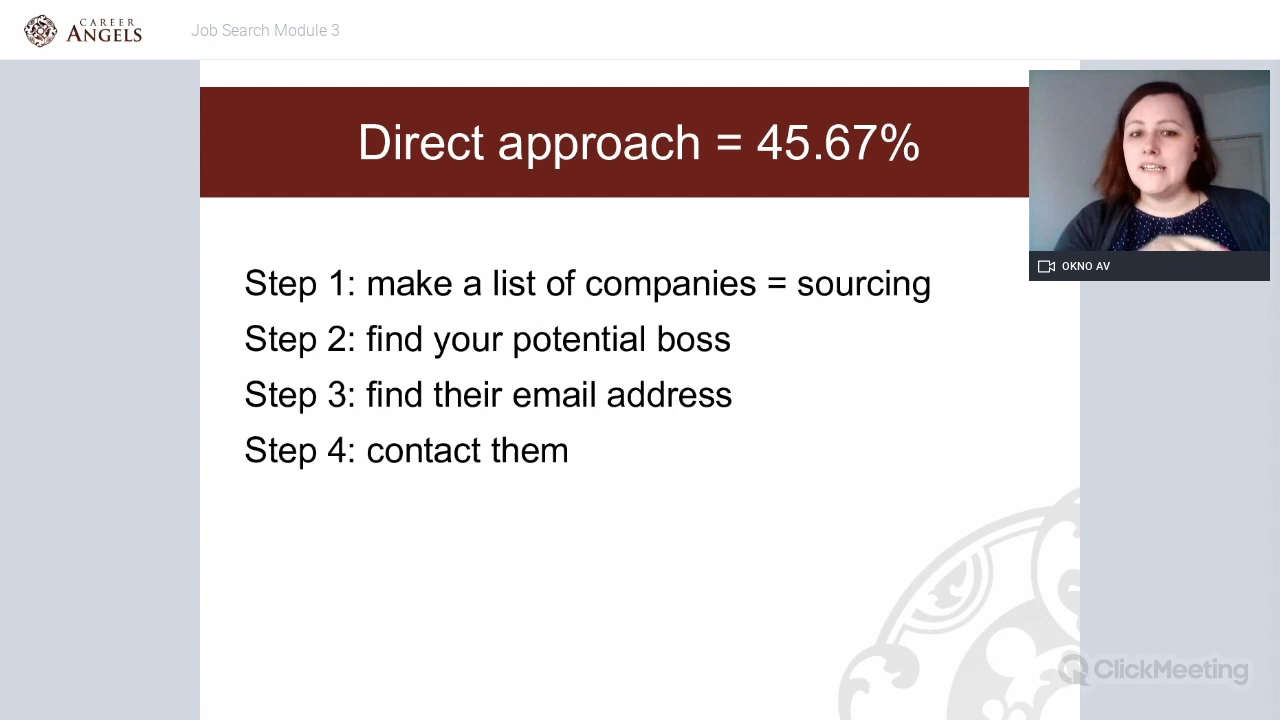 CAREER
ANGELS
Job Search Module 3
Direct approach = 45.67%
OKNO AV
Step 1: make a list of companies = sourcing
Step 2: find your potential boss
Step 3: find their email address
Step 4: contact them
ClickMeeting